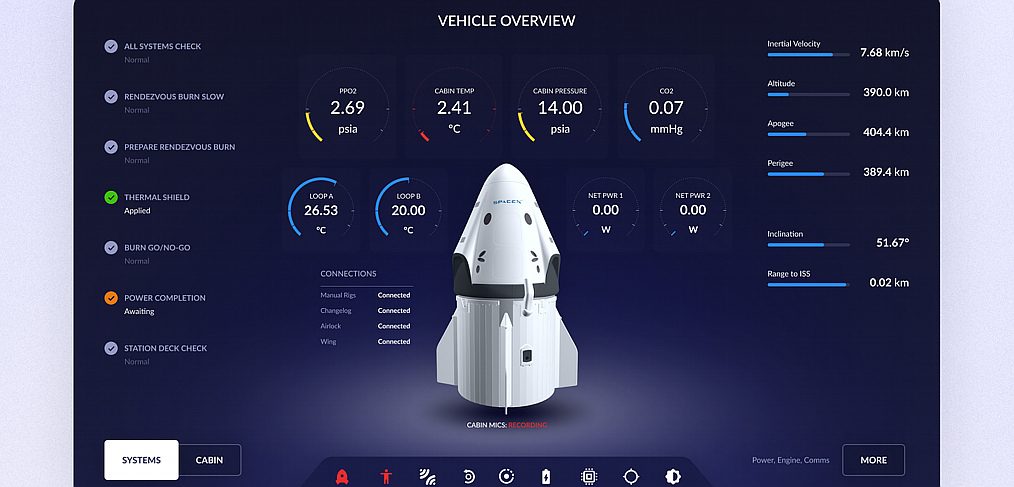 VEHICLE OVERVIEW
ALL SYSTEMS CHECK
Normal
RENDEZVOUS BURN SLOW
Normal
PREPARE RENDEZVOUS BURN
Normal
THERMAL SHIELD
Applied
BURN GO/NO-GO
Normal
POWER COMPLETION
Awaiting
STATION DECK CHECK
Normal
PPO2
2.69
psia
CABIN TEMP
2.41
°C
CABIN PRESSURE
14.00
psia
CO2
0.07
mmHg
LOOP A
26.53
°C
LOOP B
20.00
°C
NET PWR 1
0.00
W
NET PWR 2
0.00
W
SPACEX
CONNECTIONS
Manual Rigs Connected
Changelog Connected
Airlock Connected
Wing Connected
CABIN MICS: RECORDING
Inertial Velocity 7.68 km/s
Altitude 390.0 km
Apogee 404.4 km
Perigee 389.4 km
Inclination 51.67°
Range to ISS 0.02 km
SYSTEMS CABIN
Power, Engine, Comms MORE